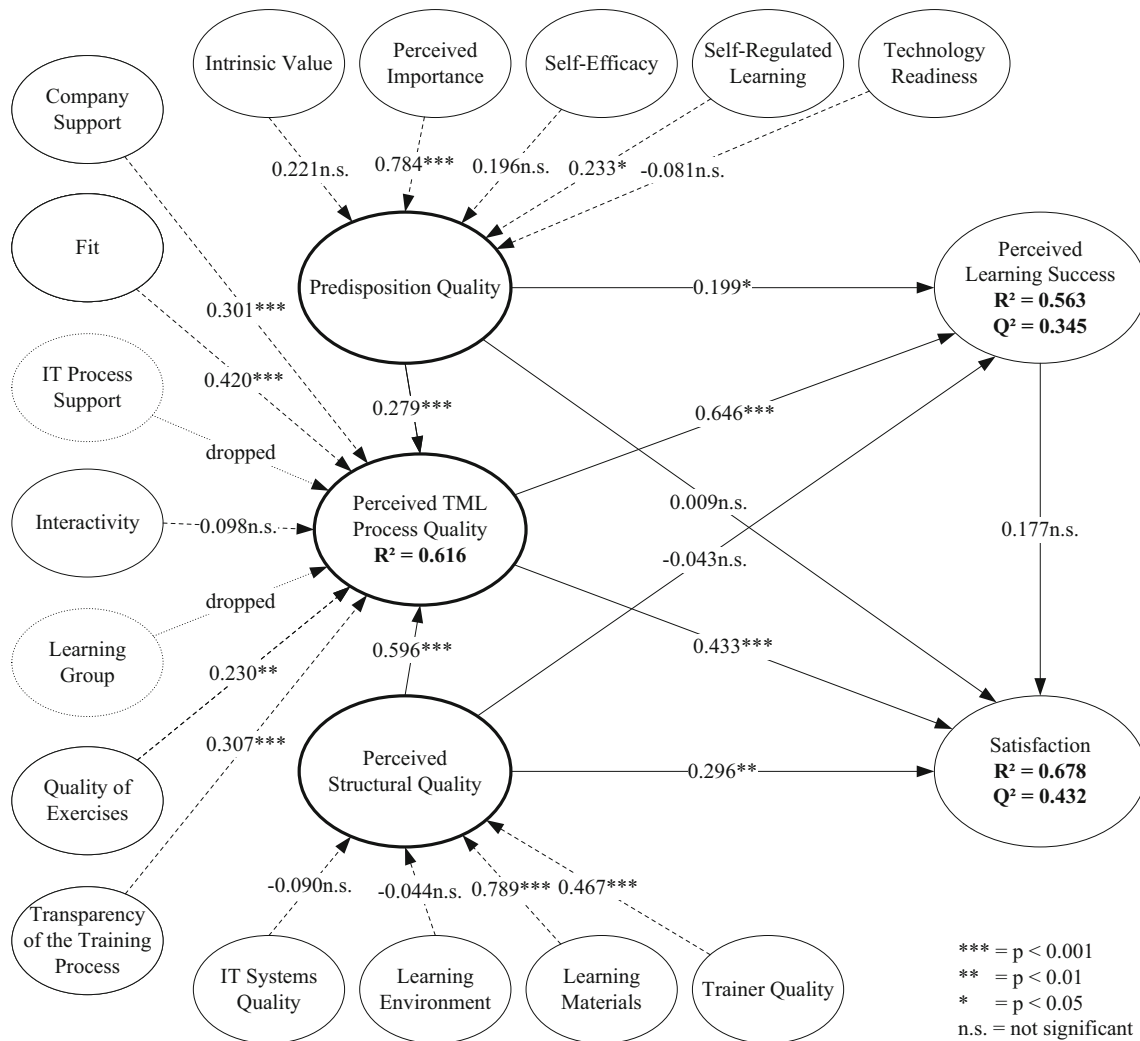 Intrinsic Value
Perceived
Importance
Self-Efficacy
Self-Regulated
Learning
Technology
Readiness
Company
Support
0.221n.s.
0.784***
0.196n.s.
0.233*
-0.081n.s.
Fit
Predisposition Quality
0.199*
Perceived
Learning Success
R² = 0.563
Q² = 0.345
0.301***
IT Process
Support
0.420***
0.279***
0.646***
dropped
Interactivity
0.098n.s.
Perceived TML
Process Quality
R² = 0.616
0.009n.s.
-0.043n.s.
0.177n.s.
dropped
Learning
Group
0.230**
0.596***
0.433***
0.307***
Quality of
Exercises
Perceived
Structural Quality
0.296**
Satisfaction
R² = 0.678
Q² = 0.432
-0.090n.s.
-0.044n.s.
0.789***
0.467***
Transparency
of the Training
Process
IT Systems
Quality
Learning
Environment
Learning
Materials
Trainer Quality
*** = p < 0.001
** = p < 0.01
* = p < 0.05
n.s. = not significant